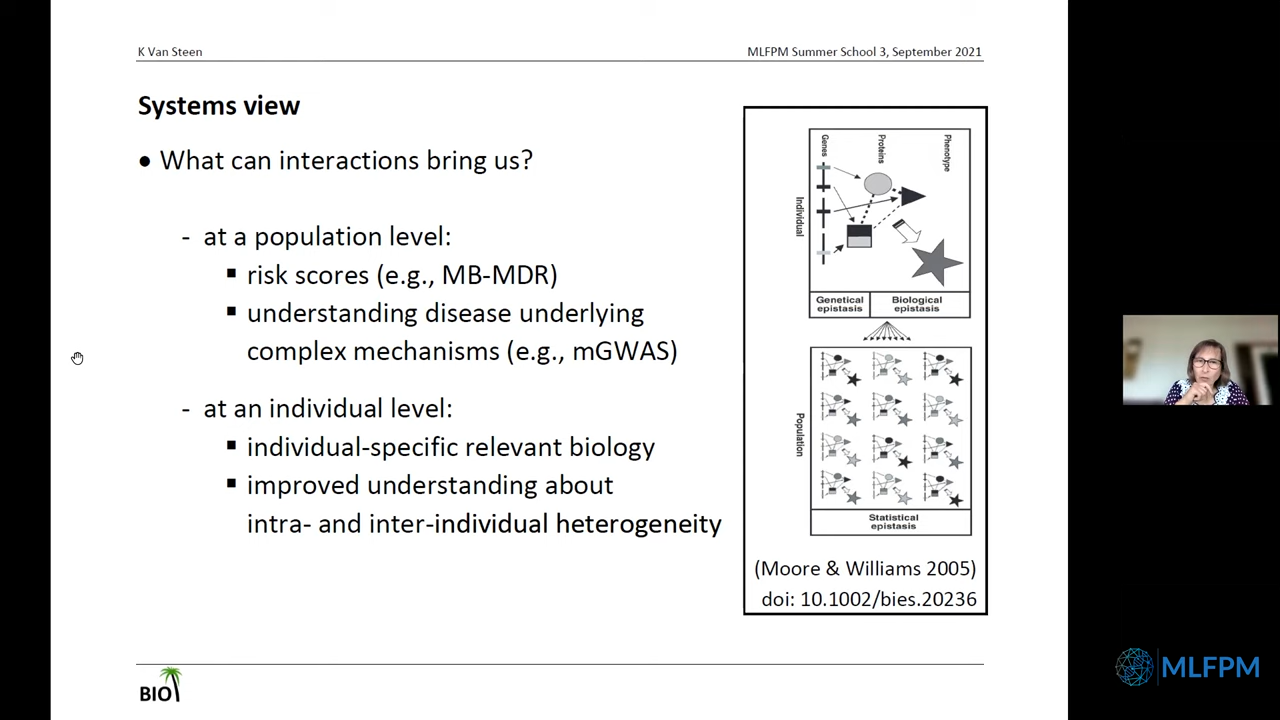 K Van Steen
MLFPM Summer School 3, September 2021
Systems view
• What can interactions bring us?
- at a population level:
▪ risk scores (e.g., MB-MDR)
▪ understanding disease underlying
complex mechanisms (e.g., mGWAS)
- at an individual level:
▪ individual-specific relevant biology
▪ improved understanding about
intra- and inter-individual heterogeneity
Genes
Proteins
Phenotype
Individual
Genetical
epistasis
Biological
epistasis
Population
Statistical
epistasis
(Moore & Williams 2005)
doi: 10.1002/bies.20236
BIO
MLFPM